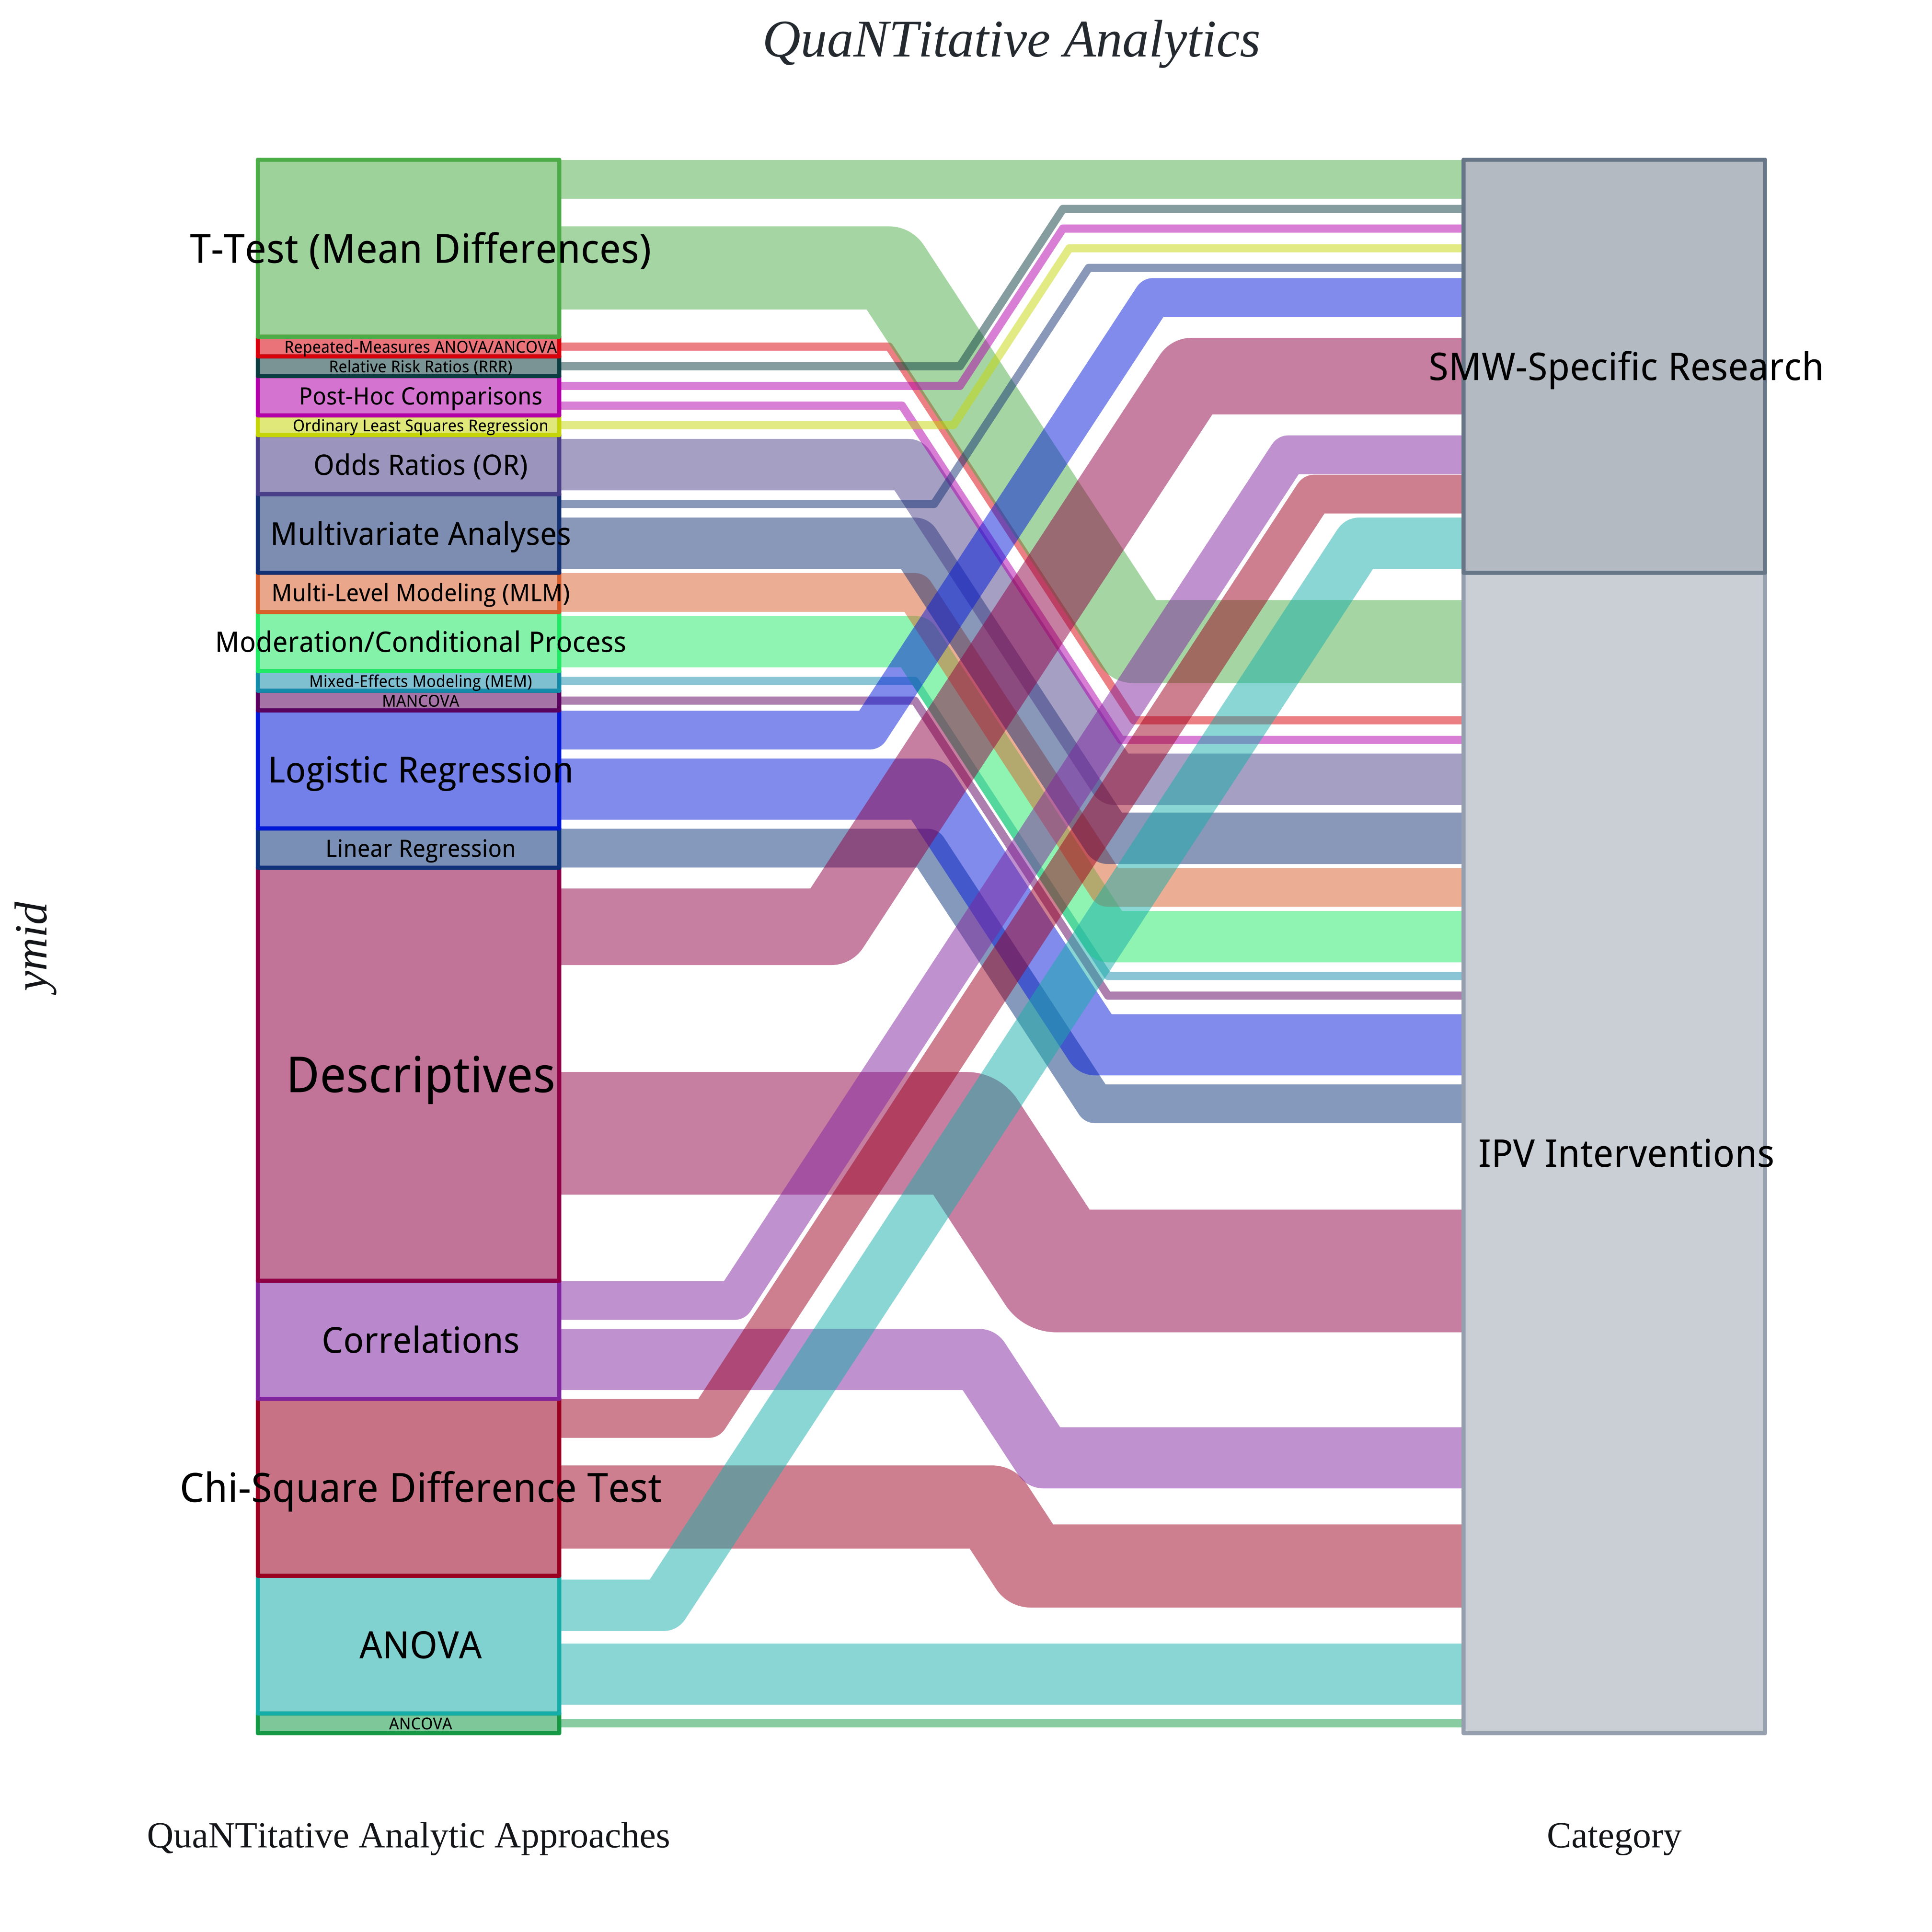 QuaNTitative Analytics
T-Test (Mean Differences)
Repeated-Measures ANOVA/ANCOVA
Relative Risk Ratios (RRR)
Post-Hoc Comparisons
Ordinary Least Squares Regression
Odds Ratios (OR)
Multivariate Analyses
Multi-Level Modeling (MLM)
Moderation/Conditional Process
Mixed-Effects Modeling (MEM)
MANCOVA
Logistic Regression
Linear Regression
Descriptives
Correlations
Chi-Square Difference Test
ANOVA
ANCOVA
SMW-Specific Research
IPV Interventions
ymid
QuaNTitative Analytic Approaches
Category